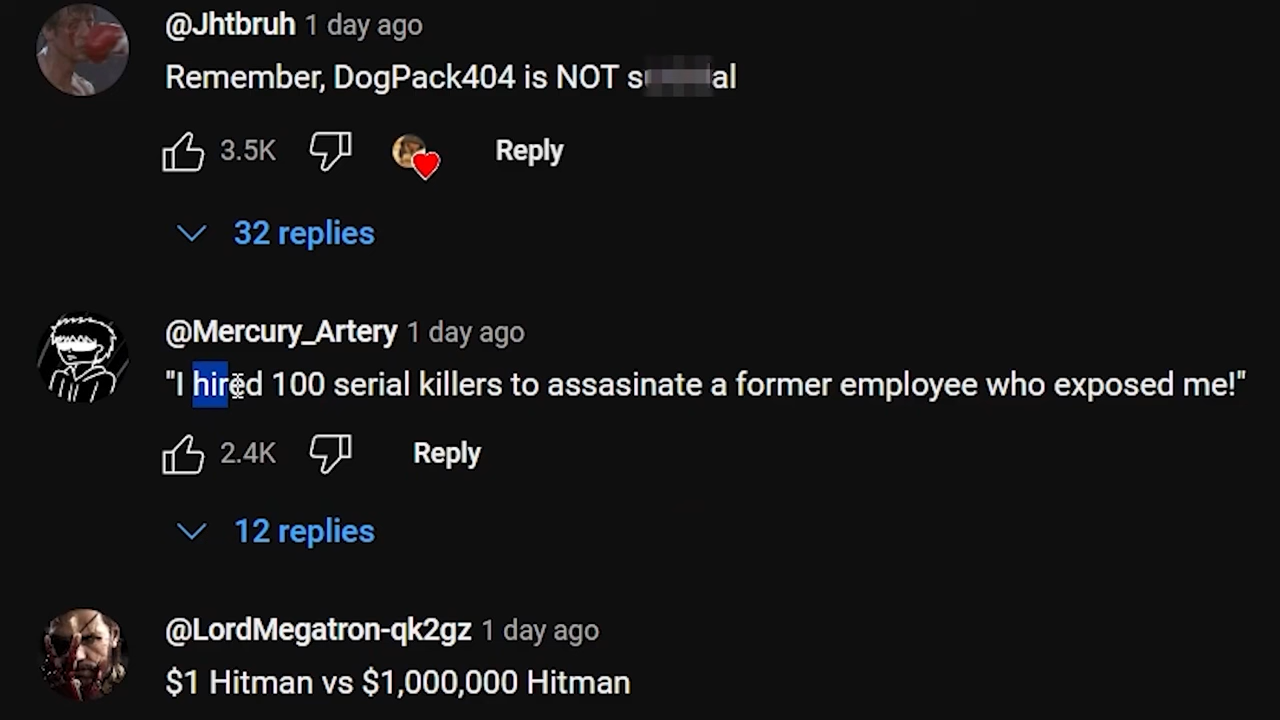 @Jhtbruh 1 day ago
Remember, DogPack404 is NOT
3.5K Reply
32 replies
@Mercury_Artery 1 day ago
"I hired 100 serial killers to assasinate a former employee who exposed me!"
2.4K Reply
12 replies
@LordMegatron-qk2gz 1 day ago
$1 Hitman vs $1,000,000 Hitman